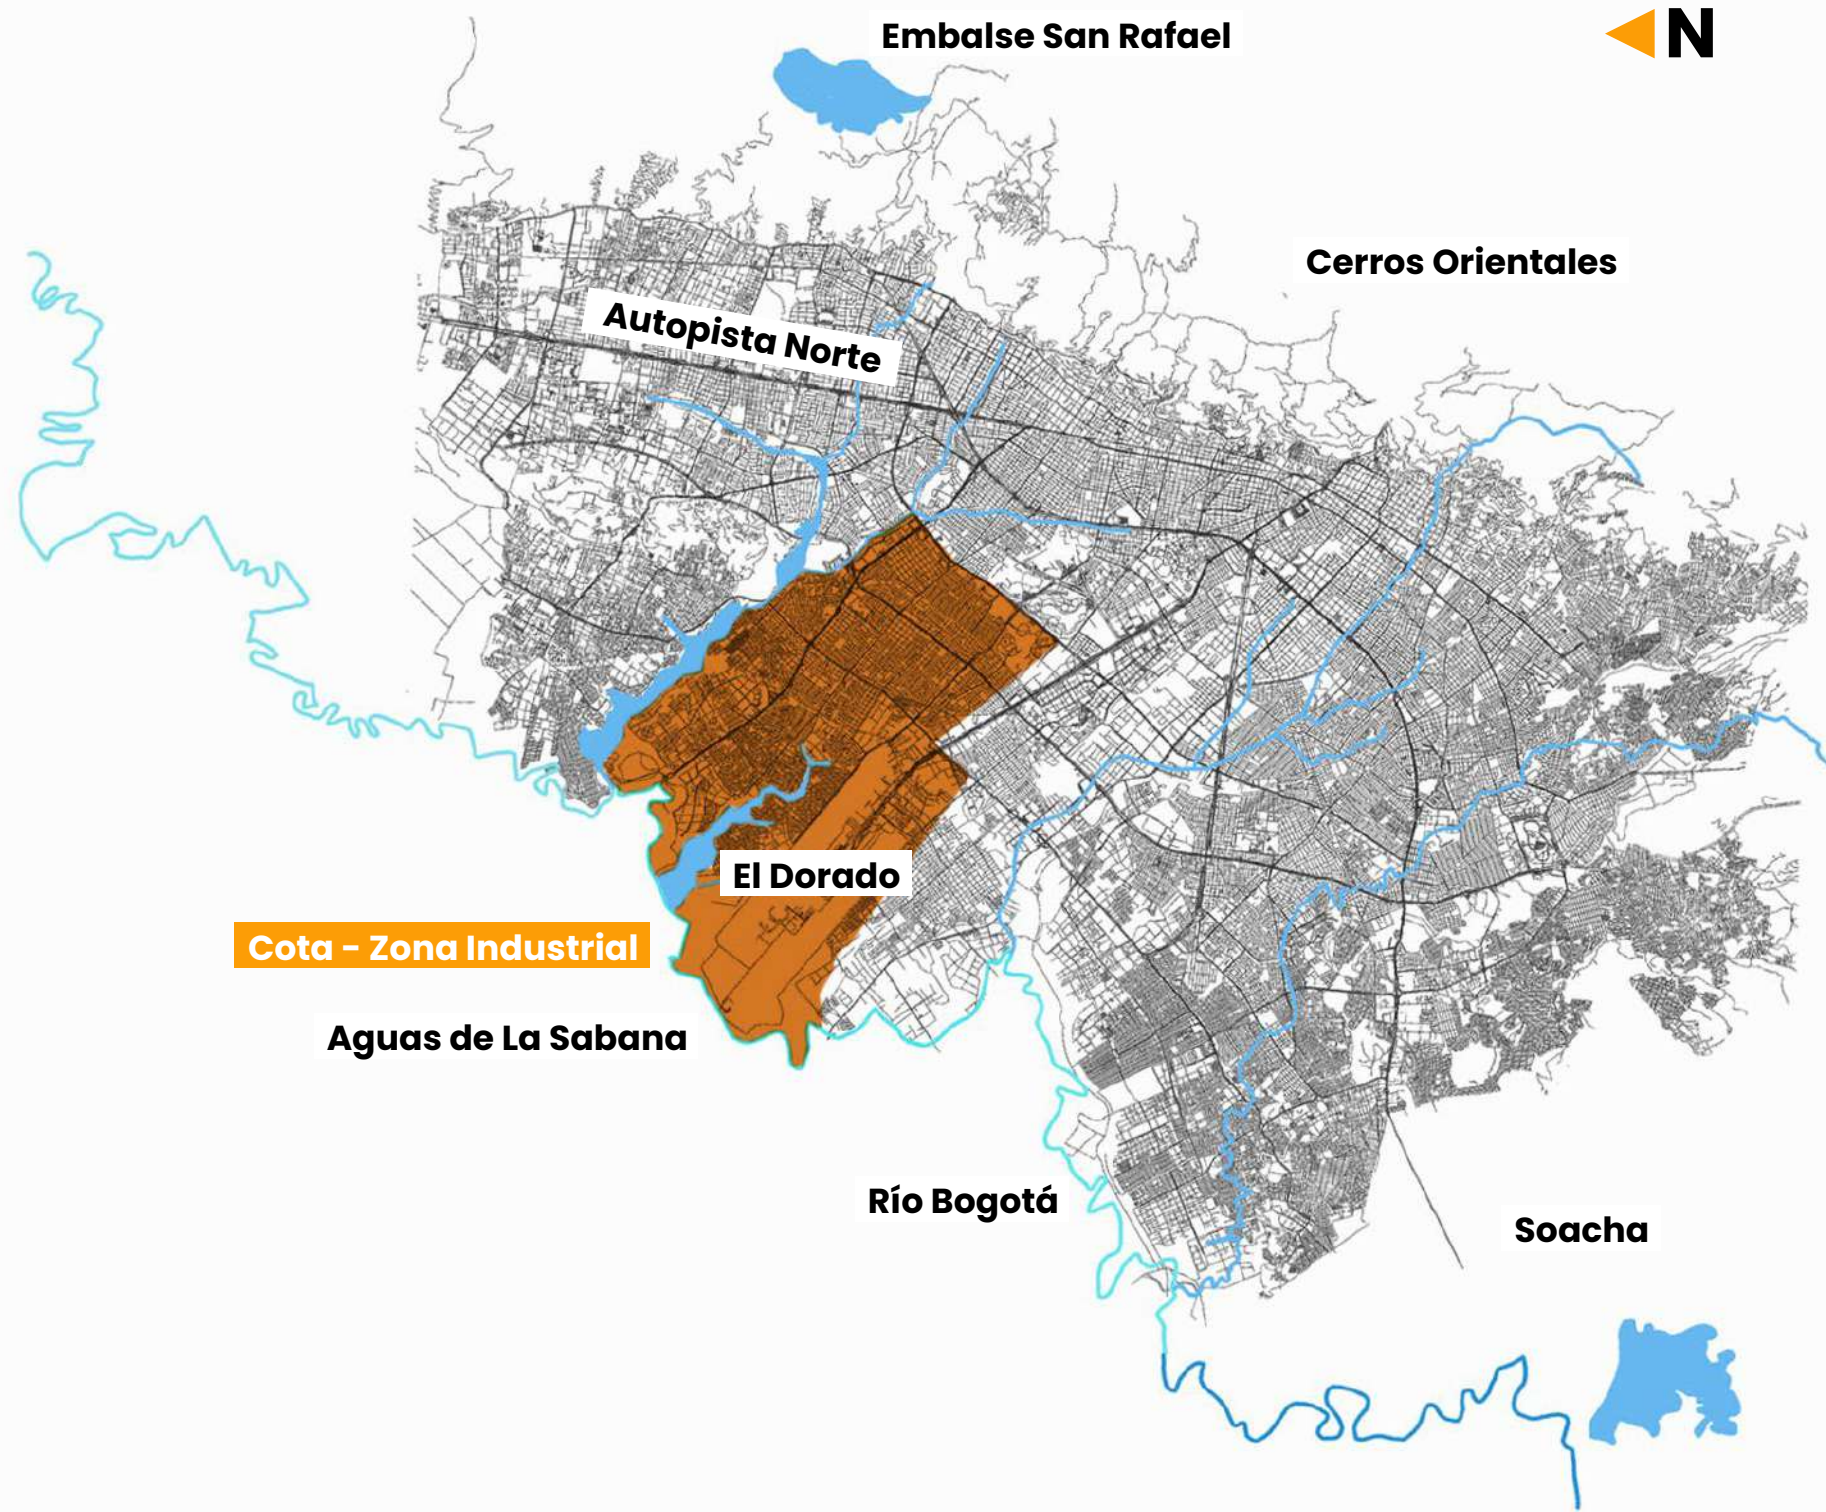 Embalse San Rafael
N
Cerros Orientales
Autopista Norte
El Dorado
Cota - Zona Industrial
Aguas de La Sabana
Río Bogotá
Soacha